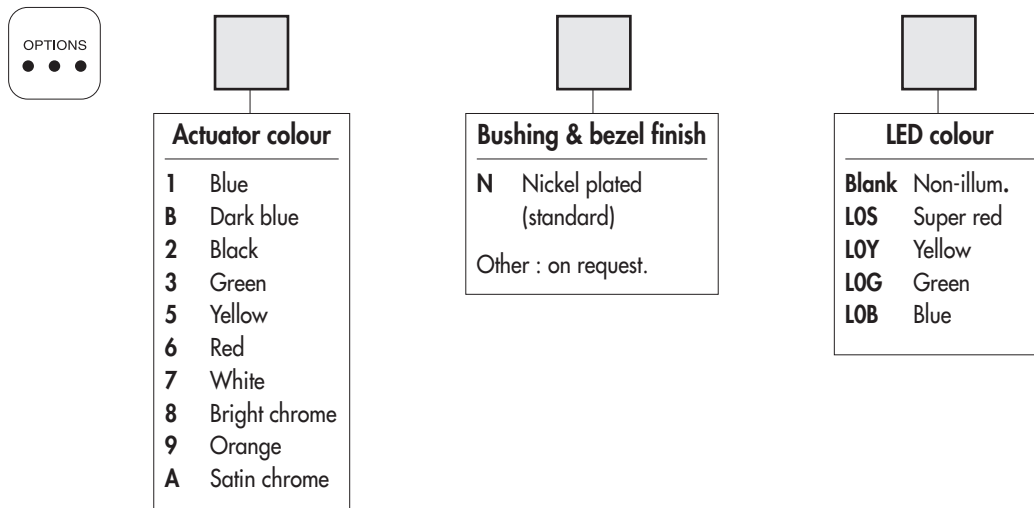 OPTIONS
Actuator colour
1 Blue
B Dark blue
2 Black
3 Green
5 Yellow
6 Red
7 White
8 Bright chrome
9 Orange
A Satin chrome
Bushing & bezel finish
N Nickel plated
(standard)
Other : on request.
LED colour
Blank Non-illum.
L0S Super red
L0Y Yellow
L0G Green
L0B Blue